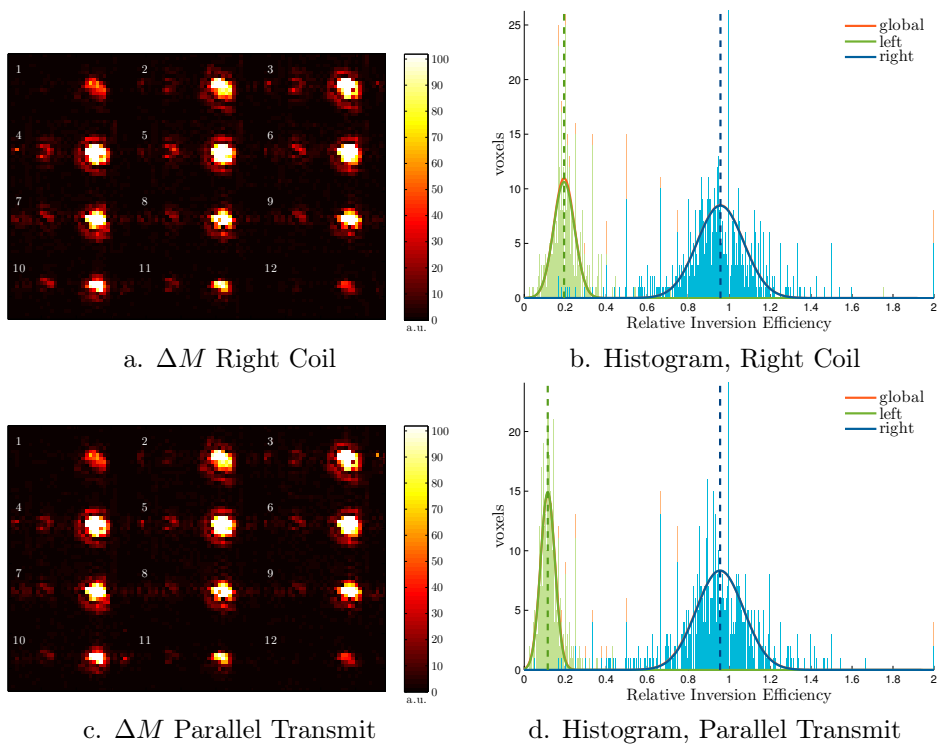 1 2 3
4 5 6
7 8 9
10 11 12
100
90
80
70
60
50
40
30
20
10
0
a.u.
a. ΔM Right Coil
voxels
25
20
15
10
5
0
0 0.2 0.4 0.6 0.8 1 1.2 1.4 1.6 1.8 2
Relative Inversion Efficiency
global
left
right
b. Histogram, Right Coil
1 2 3
4 5 6
7 8 9
10 11 12
100
90
80
70
60
50
40
30
20
10
0
a.u.
c. ΔM Parallel Transmit
voxels
20
15
10
5
0
0 0.2 0.4 0.6 0.8 1 1.2 1.4 1.6 1.8 2
Relative Inversion Efficiency
global
left
right
d. Histogram, Parallel Transmit